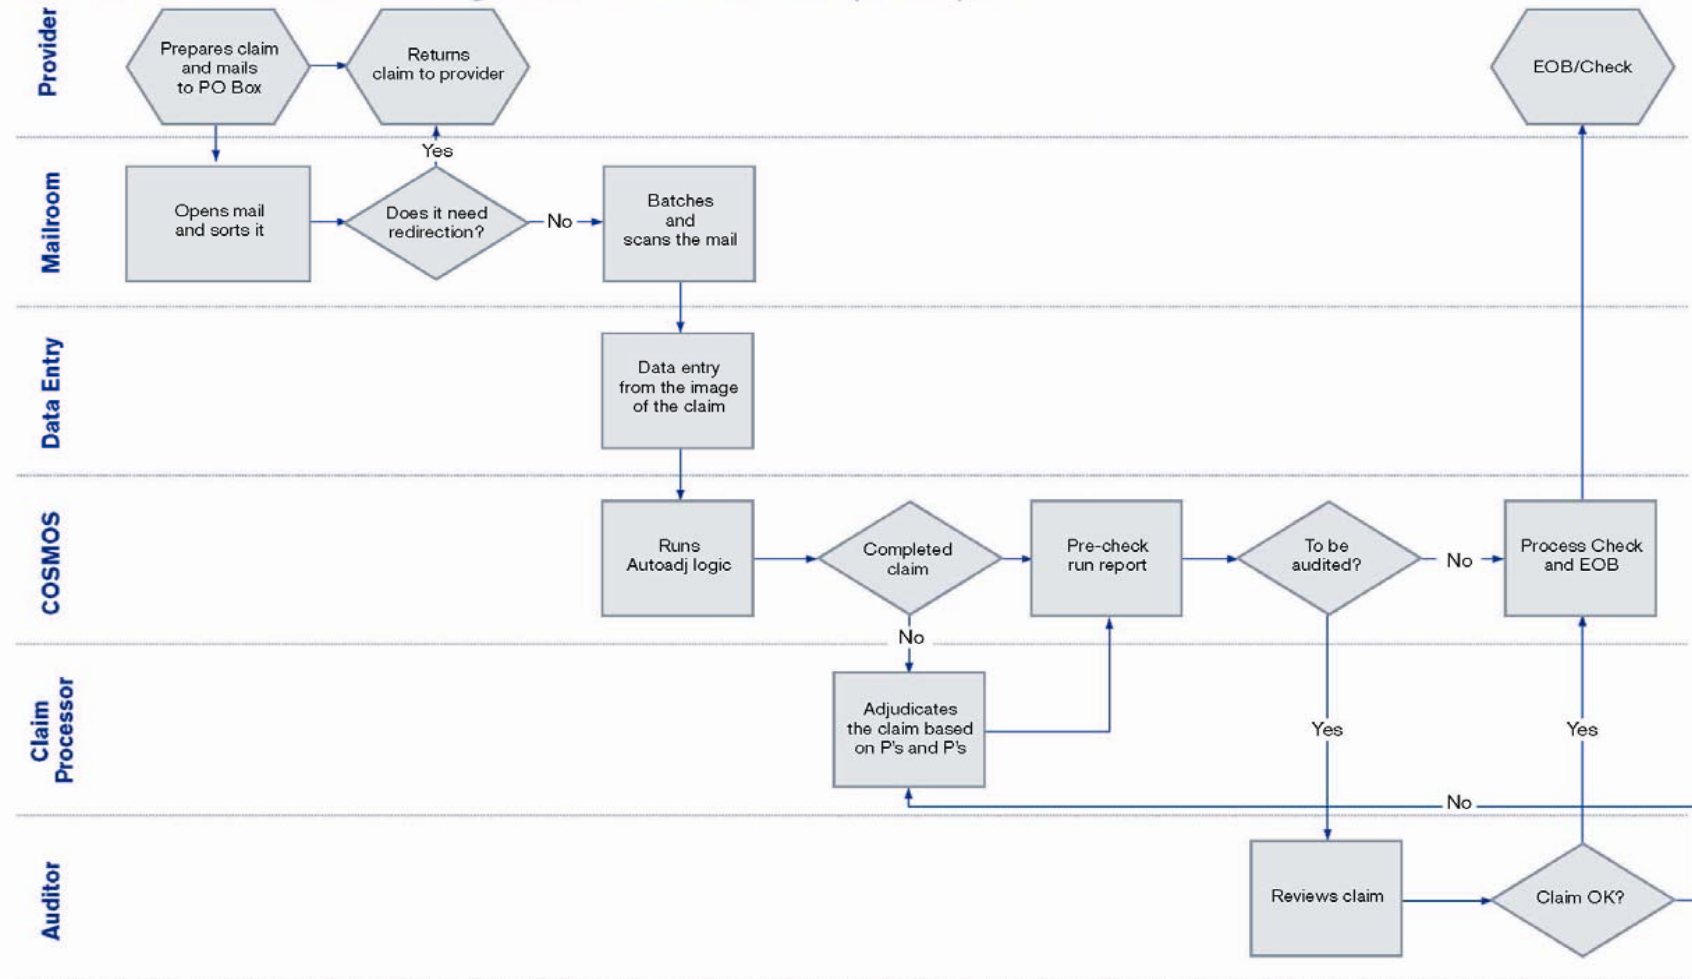 Provider
Prepares claim
and mails
to PO Box
Returns
claim to provider
EOB/Check
Yes
Mailroom
Opens mail
and sorts it
Does it need
redirection?
No
Batches
and
scans the mail
Data Entry
Data entry
from the image
of the claim
COSMOS
Runs
Autoadj logic
Completed
claim
Pre-check
run report
To be
audited?
No
Process Check
and EOB
No
Claim
Processor
Adjudicates
the claim based
on P's and P's
Yes
Yes
No
Auditor
Reviews claim
Claim OK?